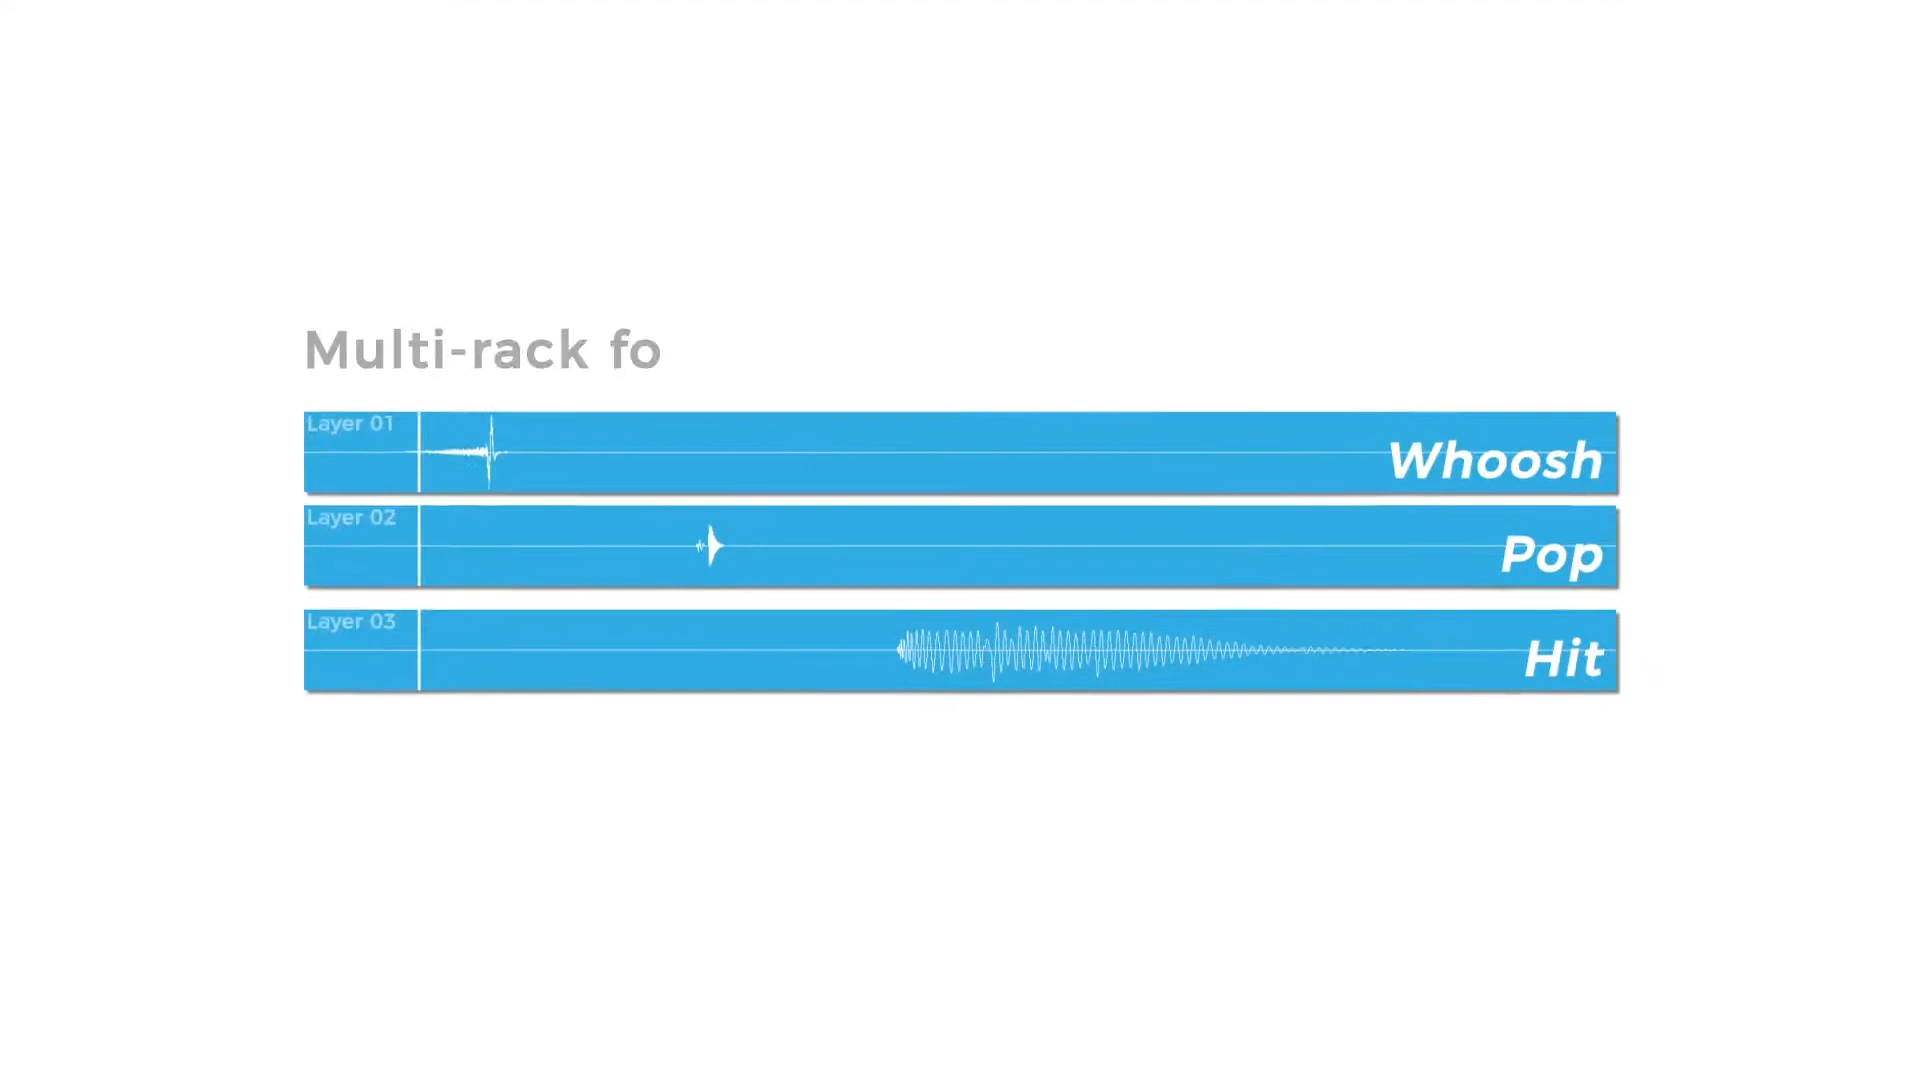 Multi-rack fo
Layer 01
Whoosh
Layer 02
Pop
Layer 03
Hit